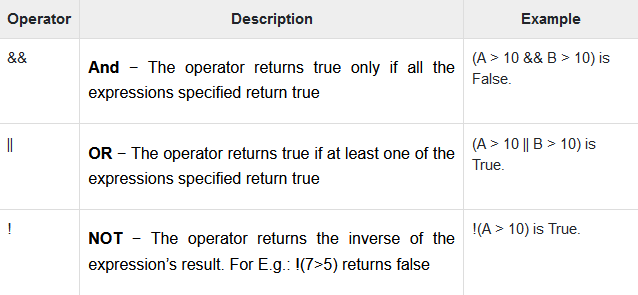 Operator Description Example
&& And − The operator returns true only if all the (A > 10 && B > 10) is
expressions specified return true False.
|| OR − The operator returns true if at least one of the (A > 10 || B > 10) is
expressions specified return true True.
! NOT − The operator returns the inverse of the !(A > 10) is True.
expression’s result. For E.g.: !(7>5) returns false